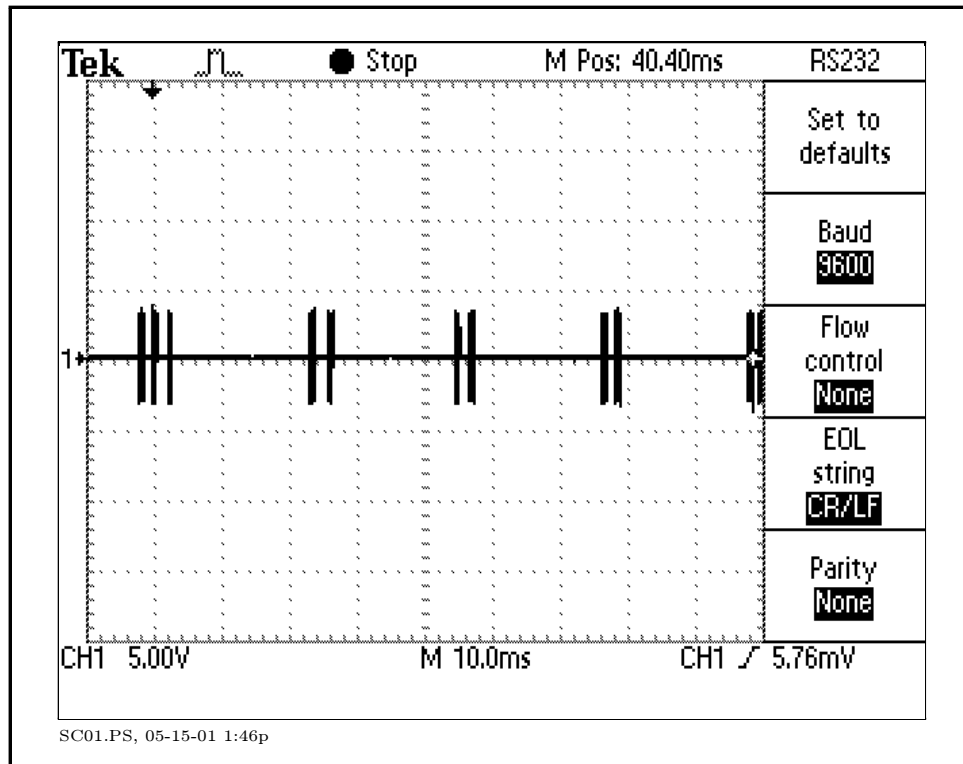 Tek Stop M Pos: 40.40ms RS232
Set to
defaults
Baud
9600
Flow
control
None
EOL
string
CR/LF
Parity
None
1
CH1 5.00V M 10.0ms CH1 5.76mV
SC01.PS, 05-15-01 1:46p